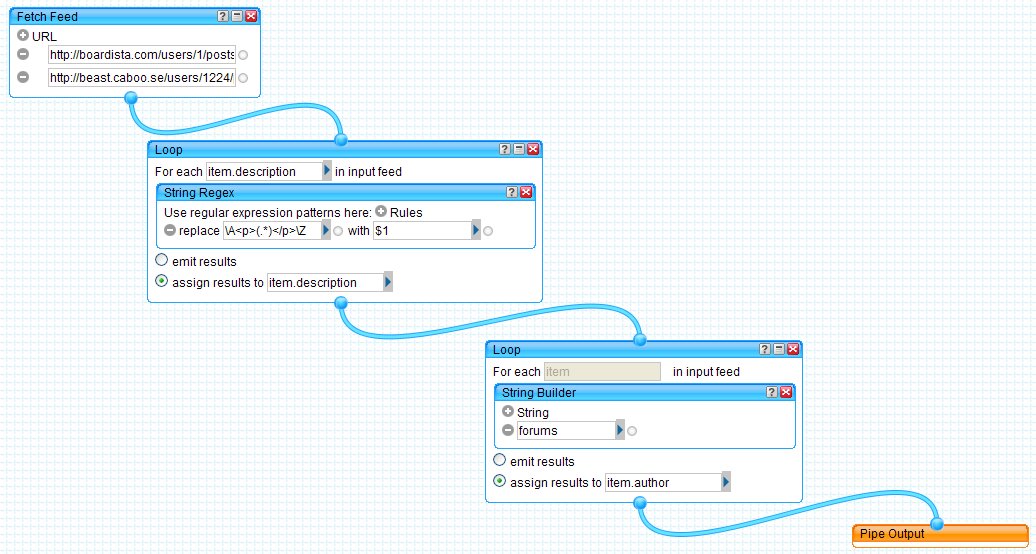 Fetch Feed
URL
http://boardista.com/users/1/posts
http://beast.caboo.se/users/1224/
Loop
For each item.description in input feed
String Regex
Use regular expression patterns here: Rules
replace \A<p>(.*)</p>\Z with $1
emit results
assign results to item.description
Loop
For each item in input feed
String Builder
String
forums
emit results
assign results to item.author
Pipe Output